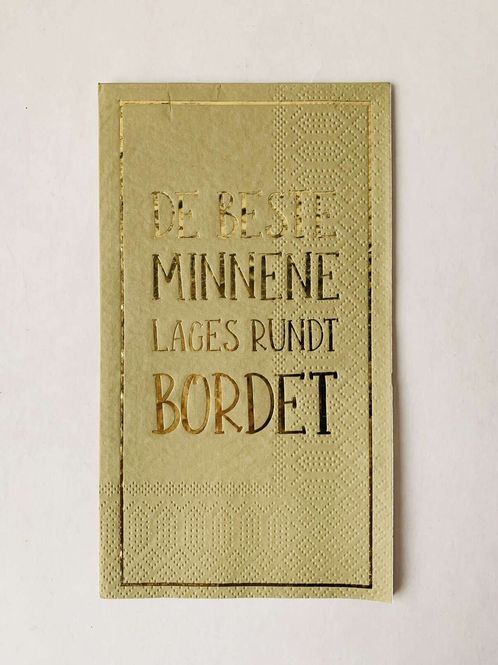 DE BESTE
MINNENE
LAGES RUNDT
BORDET